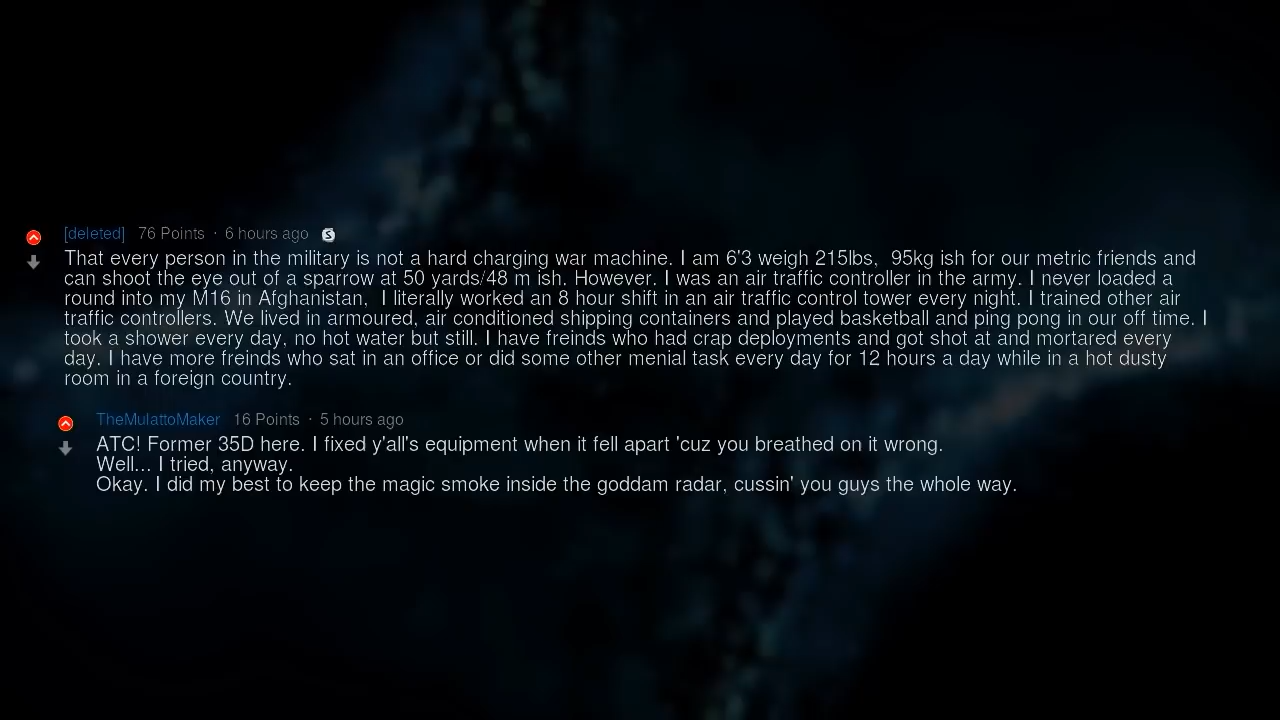 [deleted] 76 Points · 6 hours ago S
That every person in the military is not a hard charging war machine. I am 6'3 weigh 215lbs, 95kg ish for our metric friends and
can shoot the eye out of a sparrow at 50 yards/48 m ish. However. I was an air traffic controller in the army. I never loaded a
round into my M16 in Afghanistan, I literally worked an 8 hour shift in an air traffic control tower every night. I trained other air
traffic controllers. We lived in armoured, air conditioned shipping containers and played basketball and ping pong in our off time. I
took a shower every day, no hot water but still. I have freinds who had crap deployments and got shot at and mortared every
day. I have more freinds who sat in an office or did some other menial task every day for 12 hours a day while in a hot dusty
room in a foreign country.
TheMulattoMaker 16 Points · 5 hours ago
ATC! Former 35D here. I fixed y'all's equipment when it fell apart 'cuz you breathed on it wrong.
Well... I tried, anyway.
Okay. I did my best to keep the magic smoke inside the goddam radar, cussin' you guys the whole way.